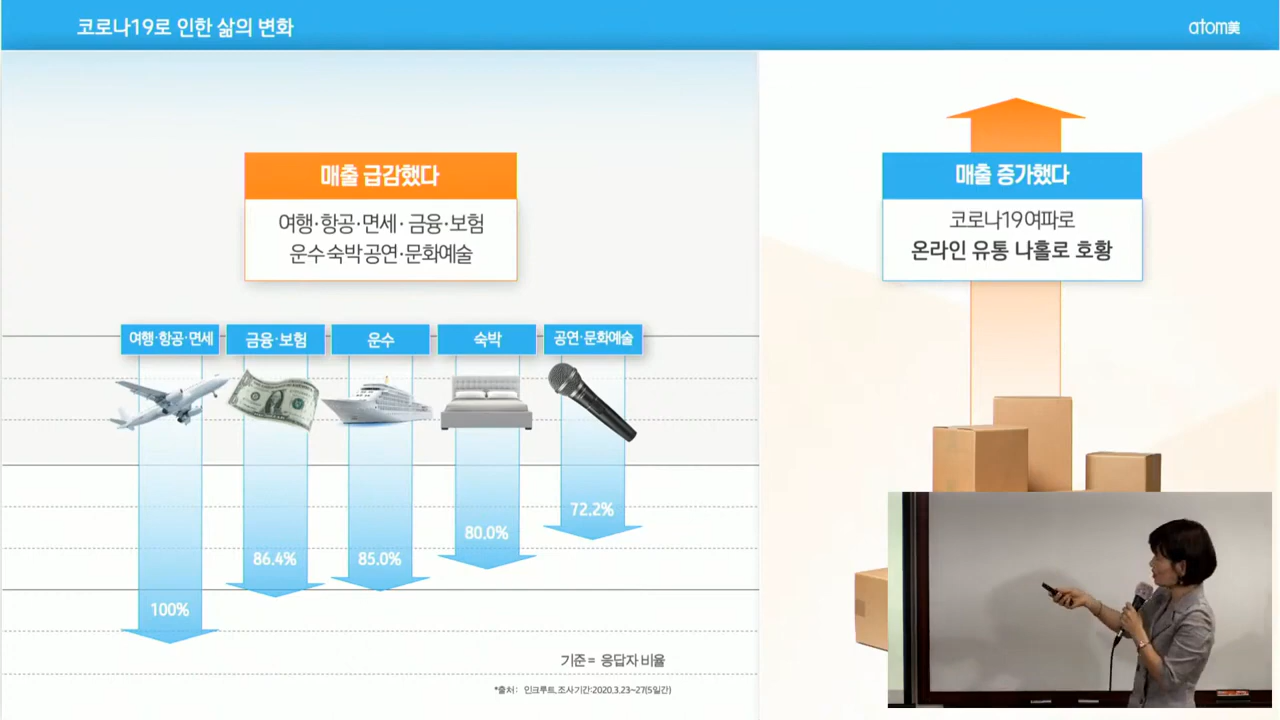 코로나19로 인한 삶의 변화
atom美
매출 급감했다
여행·항공·면세· 금융·보험
운수 숙박 공연·문화예술
매출 증가했다
코로나19 여파로
온라인 유통 나홀로 호황
여행·항공·면세
금융·보험
운수
숙박
공연·문화예술
100%
86.4%
85.0%
80.0%
72.2%
기준 = 응답자 비율
*출처 : 인크루트,조사기간:2020.3.23~27(5일간)